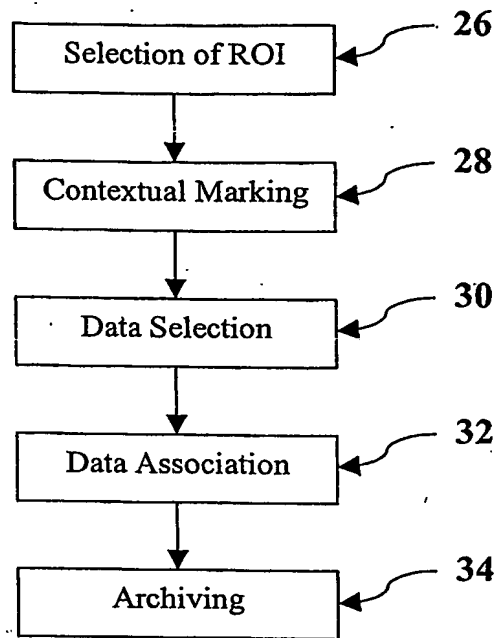 26
Selection of ROI
28
Contextual Marking
30
Data Selection
32
Data Association
34
Archiving